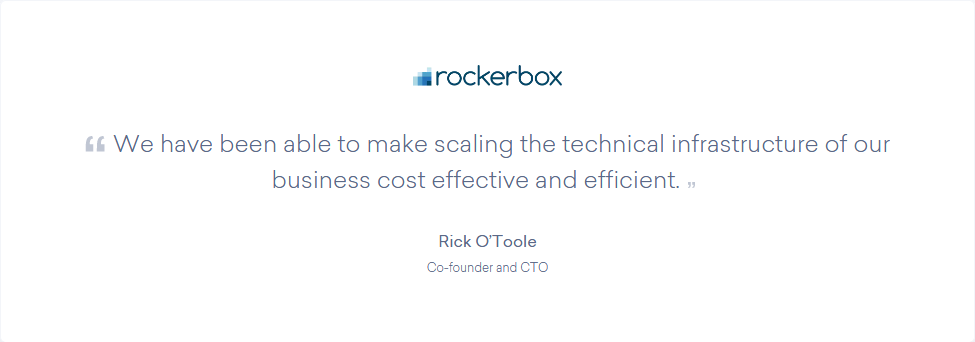 rockerbox
“ We have been able to make scaling the technical infrastructure of our
business cost effective and efficient. ”
Rick O'Toole
Co-founder and CTO